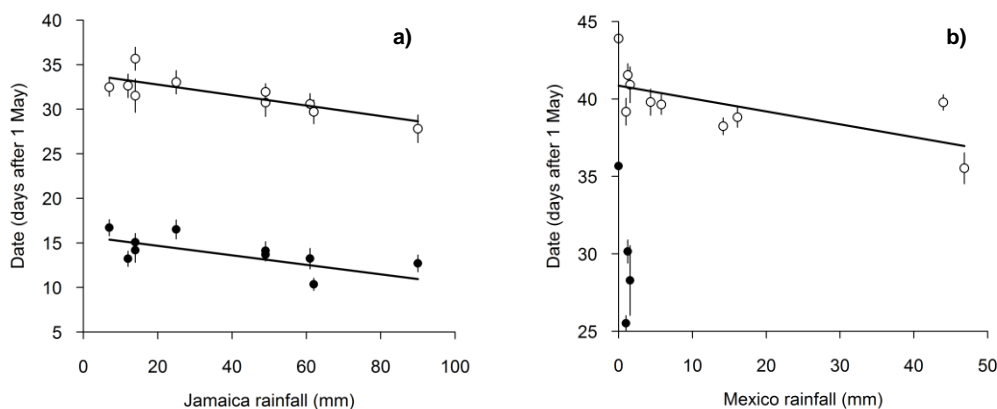 a)
40
35
30
25
20
15
10
5
Date (days after 1 May)
0 20 40 60 80 100
Jamaica rainfall (mm)
b)
45
40
35
30
25
Date (days after 1 May)
0 10 20 30 40 50
Mexico rainfall (mm)